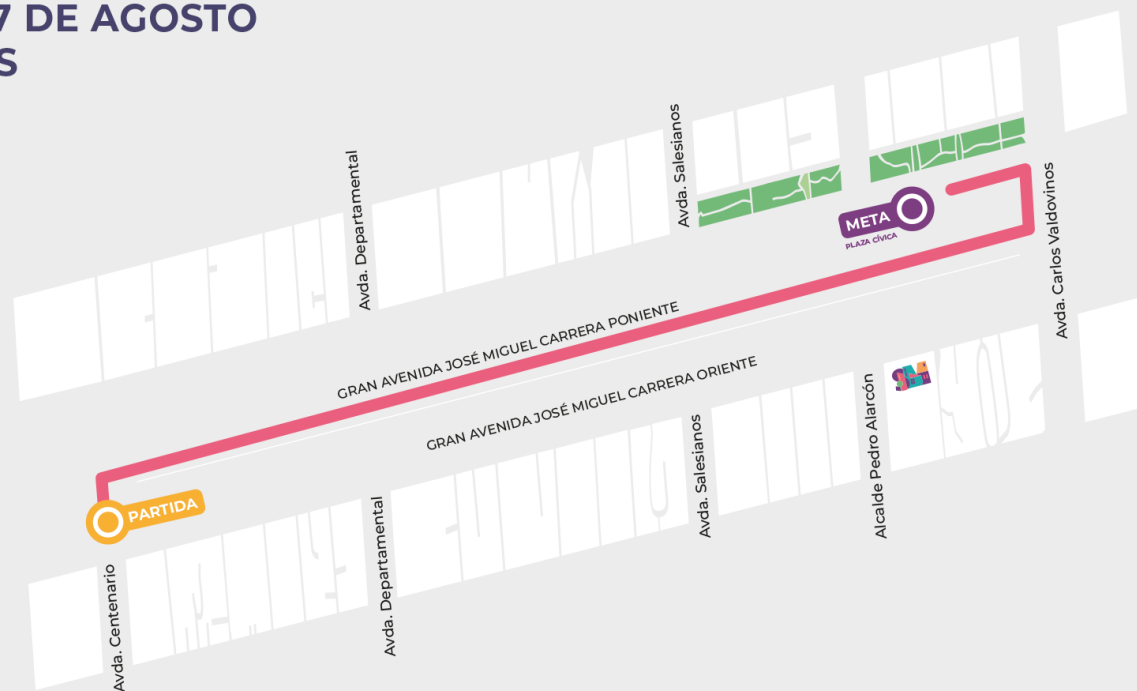 7 DE AGOSTO
S
Avda. Departamental
Avda. Salesianos
Avda. Carlos Valdovinos
META
PLAZA CÍVICA
GRAN AVENIDA JOSÉ MIGUEL CARRERA PONIENTE
GRAN AVENIDA JOSÉ MIGUEL CARRERA ORIENTE
PARTIDA
Avda. Centenario
Avda. Departamental
Avda. Salesianos
Alcalde Pedro Alarcón